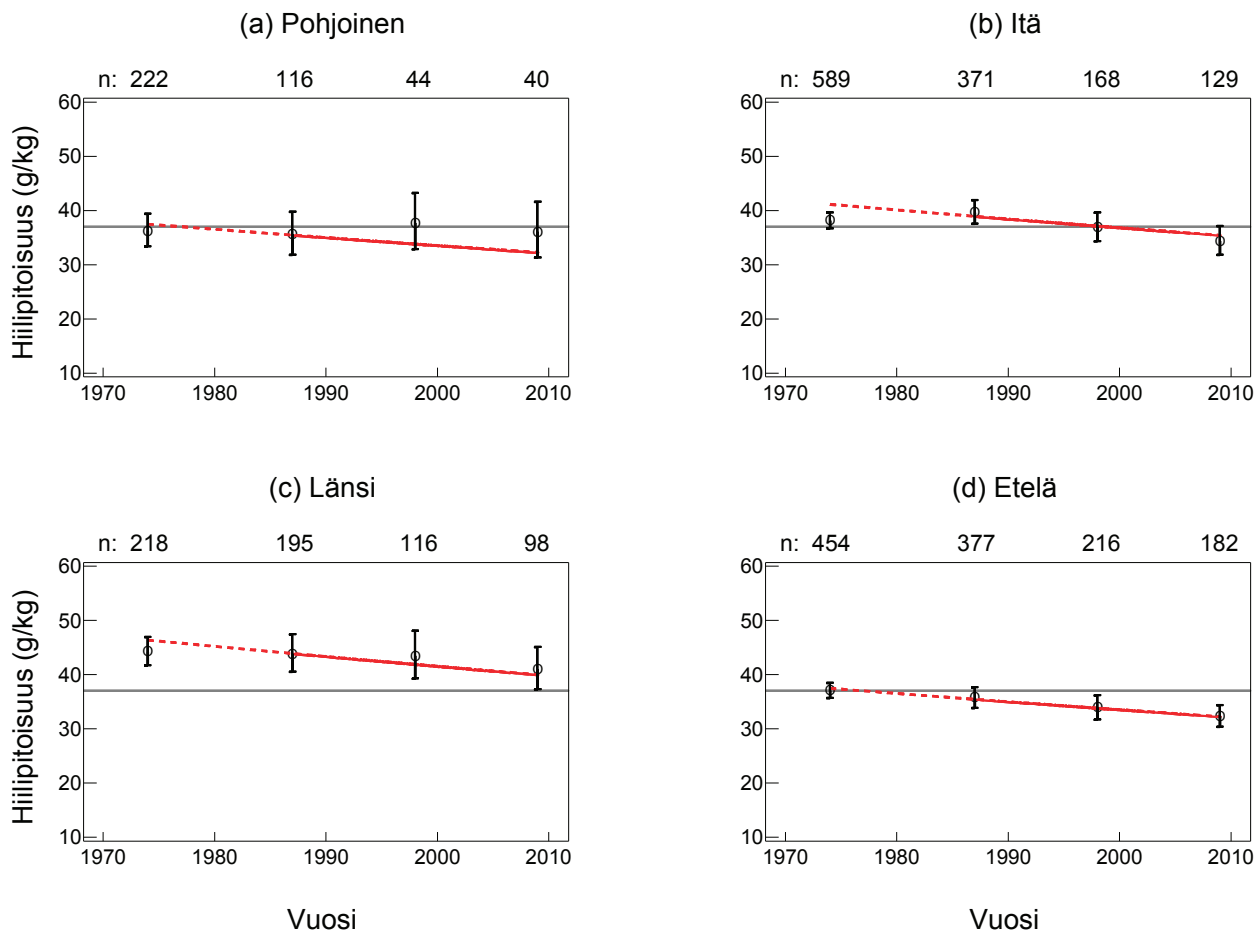 (a) Pohjoinen
n: 222 116 44 40
60
50
40
30
20
10
Hiilipitoisuus (g/kg)
1970 1980 1990 2000 2010
(b) Itä
n: 589 371 168 129
60
50
40
30
20
10
1970 1980 1990 2000 2010
(c) Länsi
n: 218 195 116 98
60
50
40
30
20
10
Hiilipitoisuus (g/kg)
1970 1980 1990 2000 2010
Vuosi
(d) Etelä
n: 454 377 216 182
60
50
40
30
20
10
1970 1980 1990 2000 2010
Vuosi